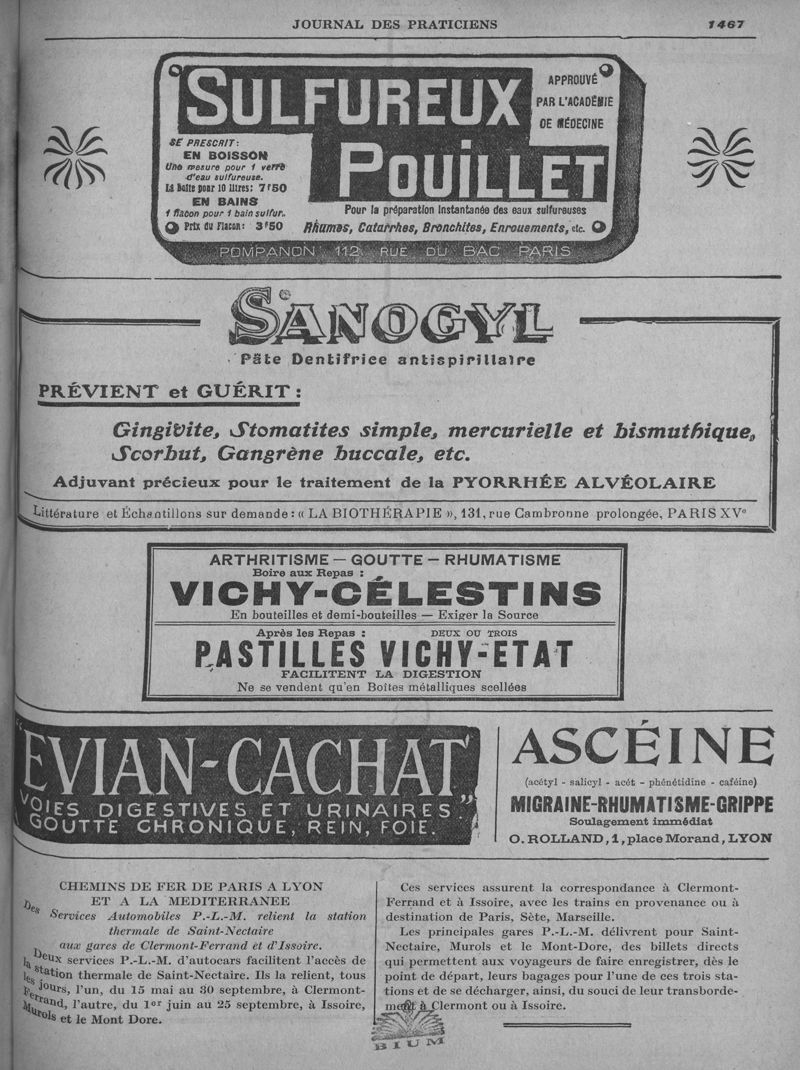 JOURNAL DES PRATICIENS 1467
SULFUREUX
POUILLET
APPROUVÉ
PAR L'ACADÉMIE
DE MÉDECINE
SE PRESCRIT:
EN BOISSON
Une mesure pour 1 verre
d'eau sulfureuse.
La Boîte pour 10 litres: 7f50
EN BAINS
1 flacon pour 1 bain sulfur..
Prix du Flacon: 3f50
Pour la préparation instantanée des eaux sulfureuses
Rhumes, Catarrhes, Bronchites, Enrouements, etc.
POMPANON 112, RUE DU BAC PARIS
SANOGYL
Pâte Dentifrice antispirillaire
PRÉVIENT et GUÉRIT :
Gingivite, Stomatites simple, mercurielle et bismuthique,
Scorbut, Gangrène buccale, etc.
Adjuvant précieux pour le traitement de la PYORRHÉE ALVÉOLAIRE
Littérature et Échantillons sur demande : « LA BIOTHÉRAPIE », 131, rue Cambronne prolongée, PARIS XVe
ARTHRITISME — GOUTTE — RHUMATISME
Boire aux Repas :
VICHY-CÉLESTINS
En bouteilles et demi-bouteilles — Exiger la Source
Après les Repas : DEUX OU TROIS
PASTILLES VICHY-ETAT
FACILITENT LA DIGESTION
Ne se vendent qu'en Boîtes métalliques scellées
"EVIAN-CACHAT"
VOIES DIGESTIVES ET URINAIRES
GOUTTE CHRONIQUE, REIN, FOIE.
ASCÉINE
(acétyl - salicyl - acét - phénétidine - caféine)
MIGRAINE-RHUMATISME-GRIPPE
Soulagement immédiat
O. ROLLAND, 1, place Morand, LYON
CHEMINS DE FER DE PARIS A LYON
ET A LA MEDITERRANEE
Des Services Automobiles P.-L.-M. relient la station
thermale de Saint-Nectaire
aux gares de Clermont-Ferrand et d'Issoire.
Deux services P.-L.-M. d'autocars facilitent l'accès de
la station thermale de Saint-Nectaire. Ils la relient, tous
les jours, l'un, du 15 mai au 30 septembre, à Clermont-
Ferrand, l'autre, du 1er juin au 25 septembre, à Issoire,
Murols et le Mont Dore.
Ces services assurent la correspondance à Clermont-
Ferrand et à Issoire, avec les trains en provenance ou à
destination de Paris, Sète, Marseille.
Les principales gares P.-L.-M. délivrent pour Saint-
Nectaire, Murols et le Mont-Dore, des billets directs
qui permettent aux voyageurs de faire enregistrer, dès le
point de départ, leurs bagages pour l'une de ces trois sta-
tions et de se décharger, ainsi, du souci de leur transborde-
ment à Clermont ou à Issoire.
BIUM